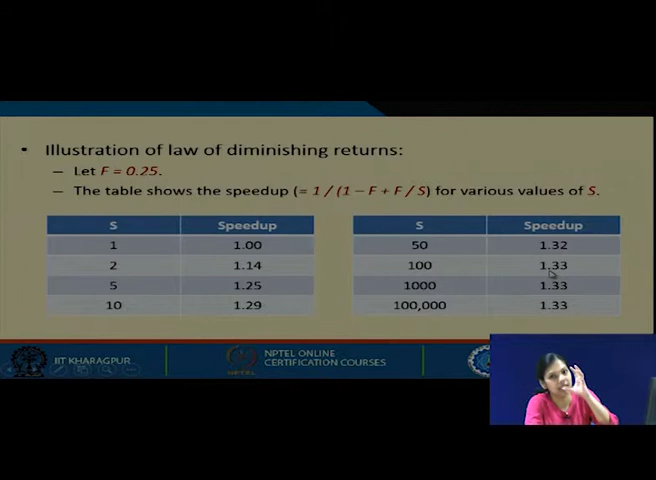 • Illustration of law of diminishing returns:
– Let F = 0.25.
– The table shows the speedup (= 1 / (1 – F + F / S) for various values of S.
S Speedup
1 1.00
2 1.14
5 1.25
10 1.29
S Speedup
50 1.32
100 1.33
1000 1.33
100,000 1.33
IIT KHARAGPUR
NPTEL ONLINE
CERTIFICATION COURSES
NPTEL